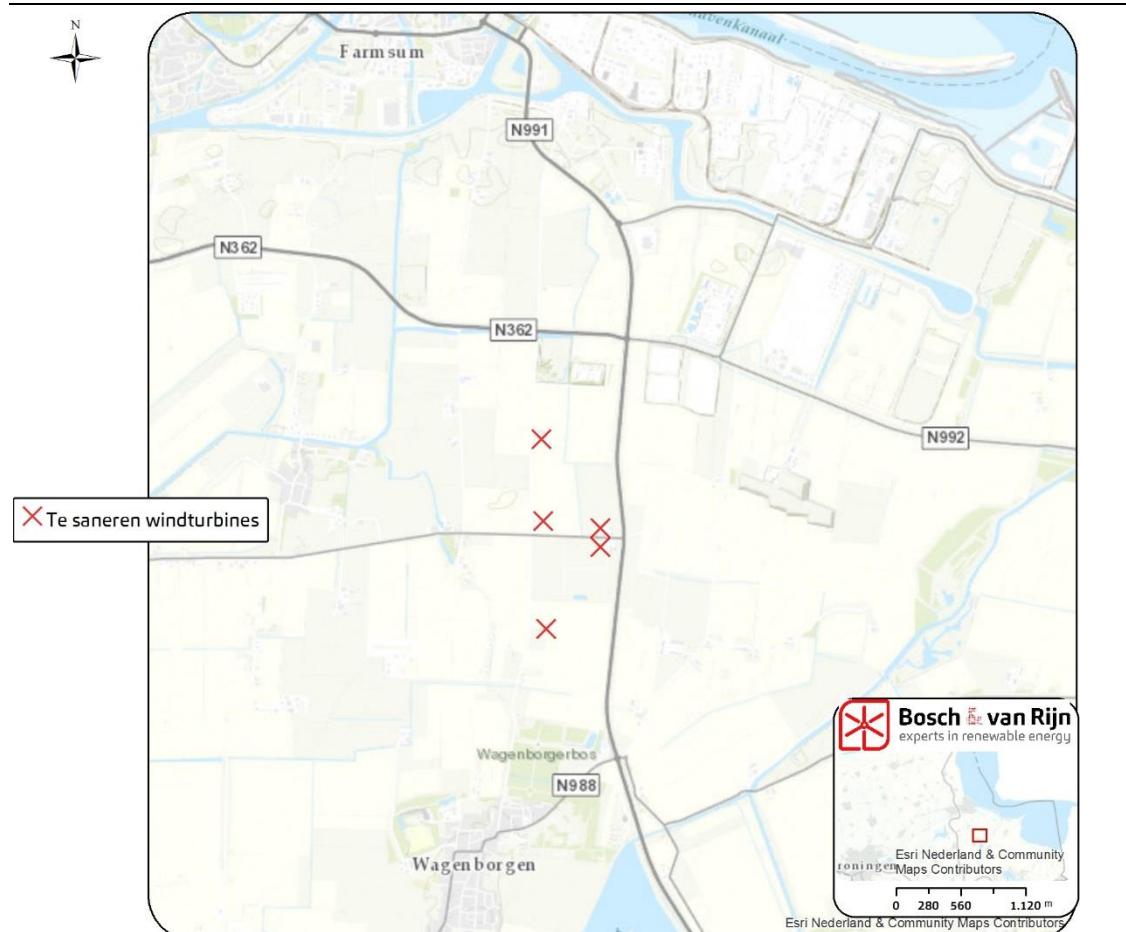 N
havenkanaal
Farmsum
N991
N362
N362
N992
Te saneren windturbines
Wagenborgerbos
N988
Wagenborgen
Bosch & van Rijn
experts in renewable energy
roningen
Esri Nederland & Community
Maps Contributors
0 280 560 1.120 m
Esri Nederland & Community Maps Contributors